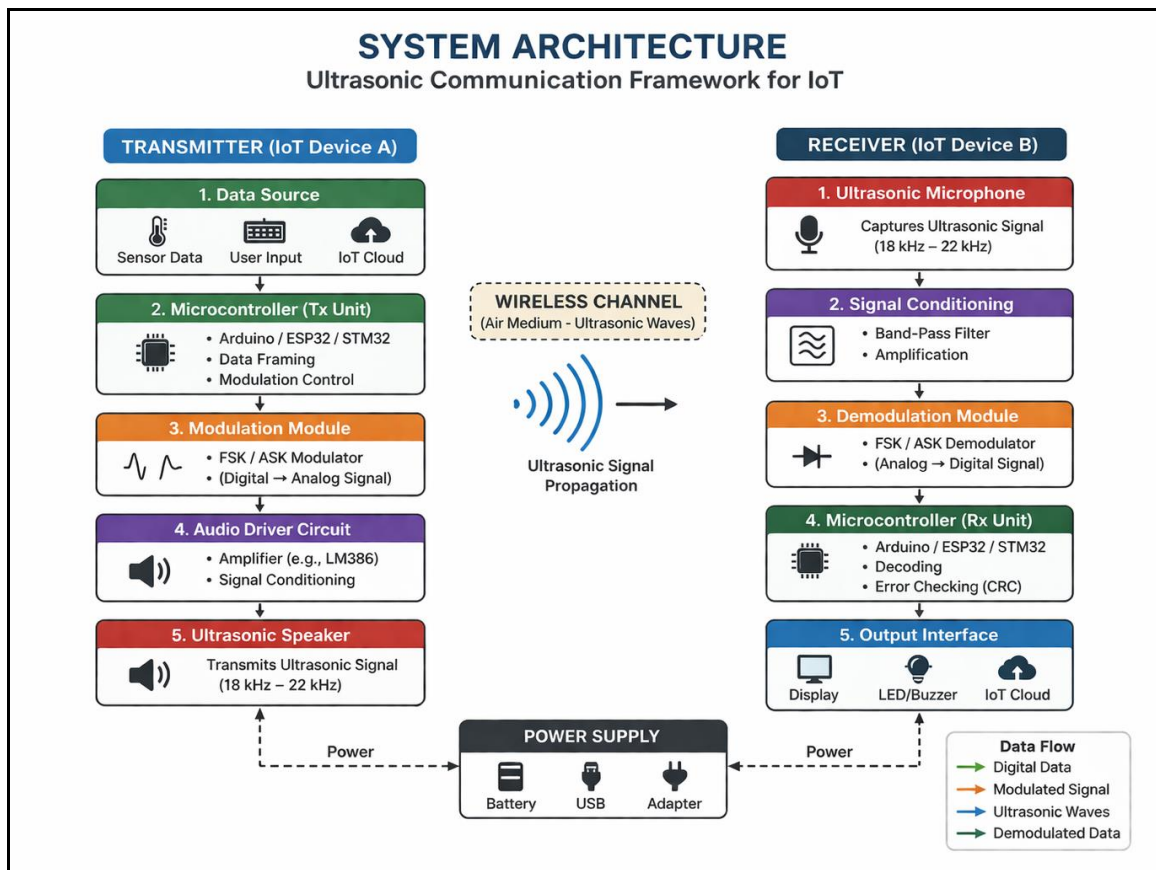 SYSTEM ARCHITECTURE
Ultrasonic Communication Framework for IoT
TRANSMITTER (IoT Device A)
1. Data Source
Sensor Data
User Input
IoT Cloud
2. Microcontroller (Tx Unit)
• Arduino / ESP32 / STM32
• Data Framing
• Modulation Control
3. Modulation Module
• FSK / ASK Modulator
• (Digital → Analog Signal)
4. Audio Driver Circuit
• Amplifier (e.g., LM386)
• Signal Conditioning
5. Ultrasonic Speaker
Transmits Ultrasonic Signal
(18 kHz – 22 kHz)
WIRELESS CHANNEL
(Air Medium - Ultrasonic Waves)
Ultrasonic Signal
Propagation
RECEIVER (IoT Device B)
1. Ultrasonic Microphone
Captures Ultrasonic Signal
(18 kHz – 22 kHz)
2. Signal Conditioning
• Band-Pass Filter
• Amplification
3. Demodulation Module
• FSK / ASK Demodulator
• (Analog → Digital Signal)
4. Microcontroller (Rx Unit)
• Arduino / ESP32 / STM32
• Decoding
• Error Checking (CRC)
5. Output Interface
Display
LED/Buzzer
IoT Cloud
Power
POWER SUPPLY
Battery
USB
Adapter
Power
Data Flow
Digital Data
Modulated Signal
Ultrasonic Waves
Demodulated Data